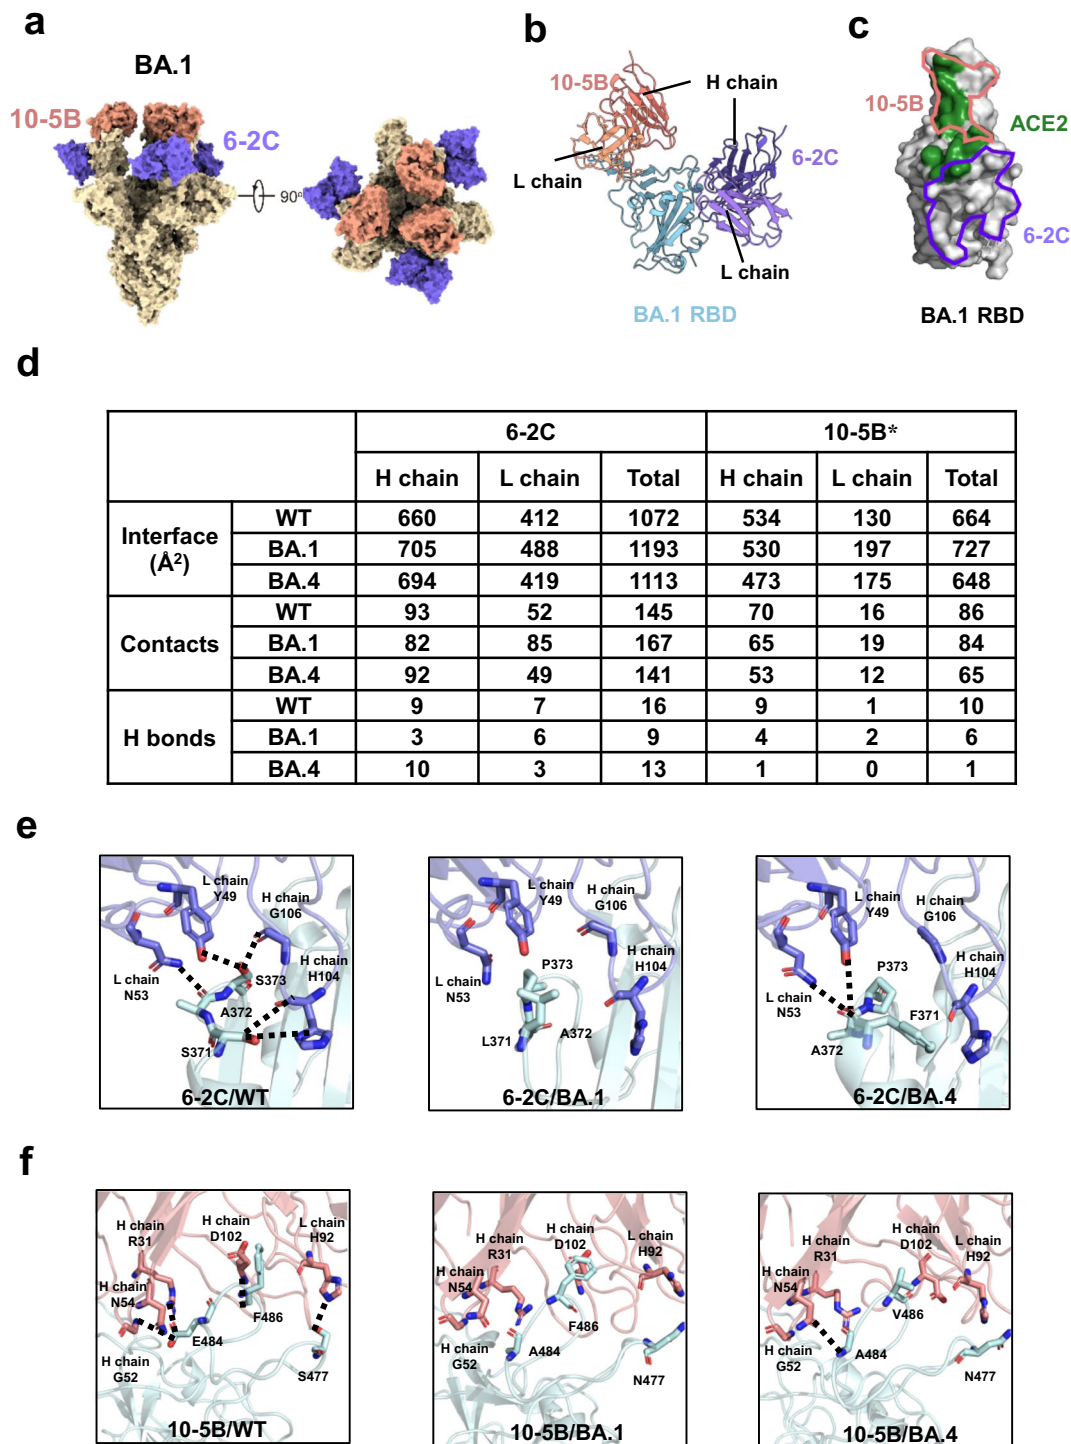 a
BA.1
10-5B
6-2C
90°
b
10-5B
H chain
6-2C
L chain
L chain
BA.1 RBD
c
10-5B
ACE2
6-2C
BA.1 RBD
d
6-2C 10-5B*
H chain L chain Total H chain L chain Total
Interface (Å²)
WT 660 412 1072 534 130 664
BA.1 705 488 1193 530 197 727
BA.4 694 419 1113 473 175 648
Contacts
WT 93 52 145 70 16 86
BA.1 82 85 167 65 19 84
BA.4 92 49 141 53 12 65
H bonds
WT 9 7 16 9 1 10
BA.1 3 6 9 4 2 6
BA.4 10 3 13 1 0 1
e
L chain
Y49
H chain
G106
H chain
H104
L chain
N53
S373
A372
S371
6-2C/WT
L chain
Y49
H chain
G106
H chain
H104
L chain
N53
P373
A372
L371
6-2C/BA.1
L chain
Y49
H chain
G106
H chain
H104
L chain
N53
P373
F371
A372
6-2C/BA.4
f
H chain
R31
H chain
D102
L chain
H92
H chain
N54
F486
E484
H chain
G52
S477
10-5B/WT
H chain
R31
H chain
D102
L chain
H92
H chain
N54
F486
A484
H chain
G52
N477
10-5B/BA.1
H chain
R31
H chain
D102
L chain
H92
H chain
N54
V486
A484
H chain
G52
N477
10-5B/BA.4